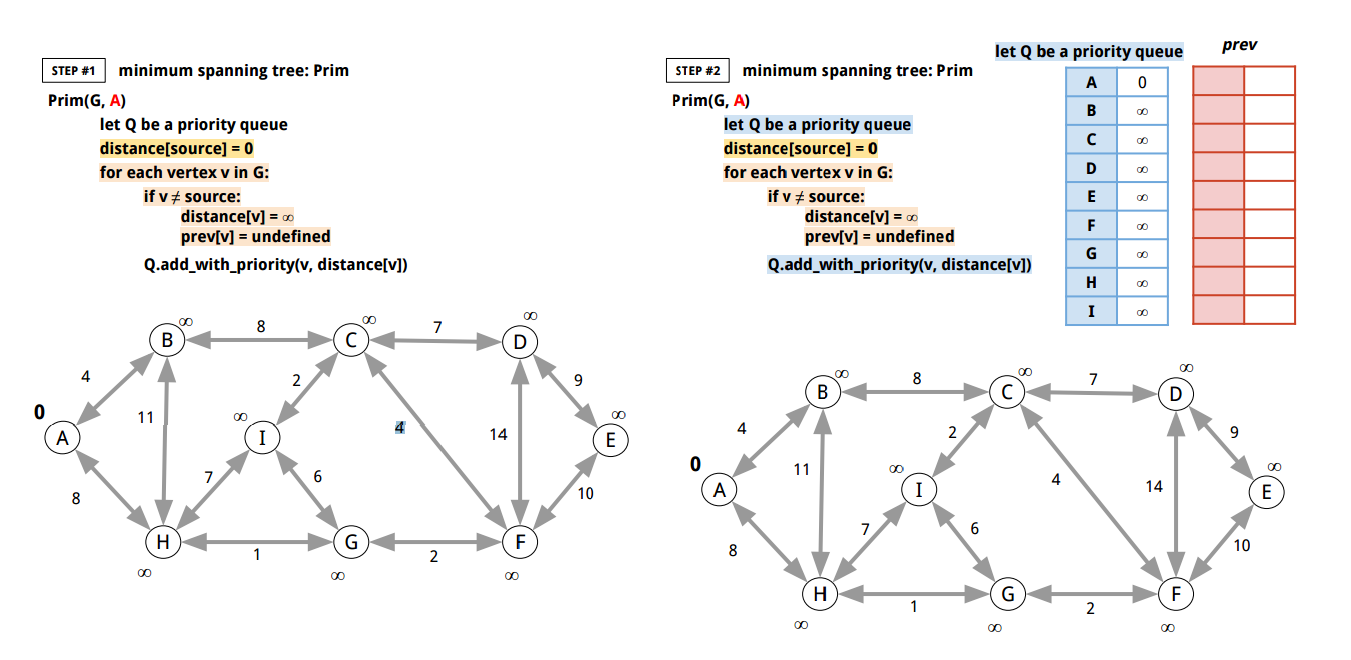 STEP #1 minimum spanning tree: Prim
Prim(G, A)
let Q be a priority queue
distance[source] = 0
for each vertex v in G:
if v ≠ source:
distance[v] = ∞
prev[v] = undefined
Q.add_with_priority(v, distance[v])
∞ ∞ ∞
B 8 C 7 D
4 2 9
0 11 ∞ 4 14 ∞
A I E
8 7 6 10
H 1 G 2 F
∞ ∞ ∞
STEP #2 minimum spanning tree: Prim
Prim(G, A)
let Q be a priority queue
distance[source] = 0
for each vertex v in G:
if v ≠ source:
distance[v] = ∞
prev[v] = undefined
Q.add_with_priority(v, distance[v])
let Q be a priority queue prev
A 0
B ∞
C ∞
D ∞
E ∞
F ∞
G ∞
H ∞
I ∞
∞ ∞ ∞
B 8 C 7 D
4 2 9
0 11 ∞ 4 14 ∞
A I E
8 7 6 10
H 1 G 2 F
∞ ∞ ∞